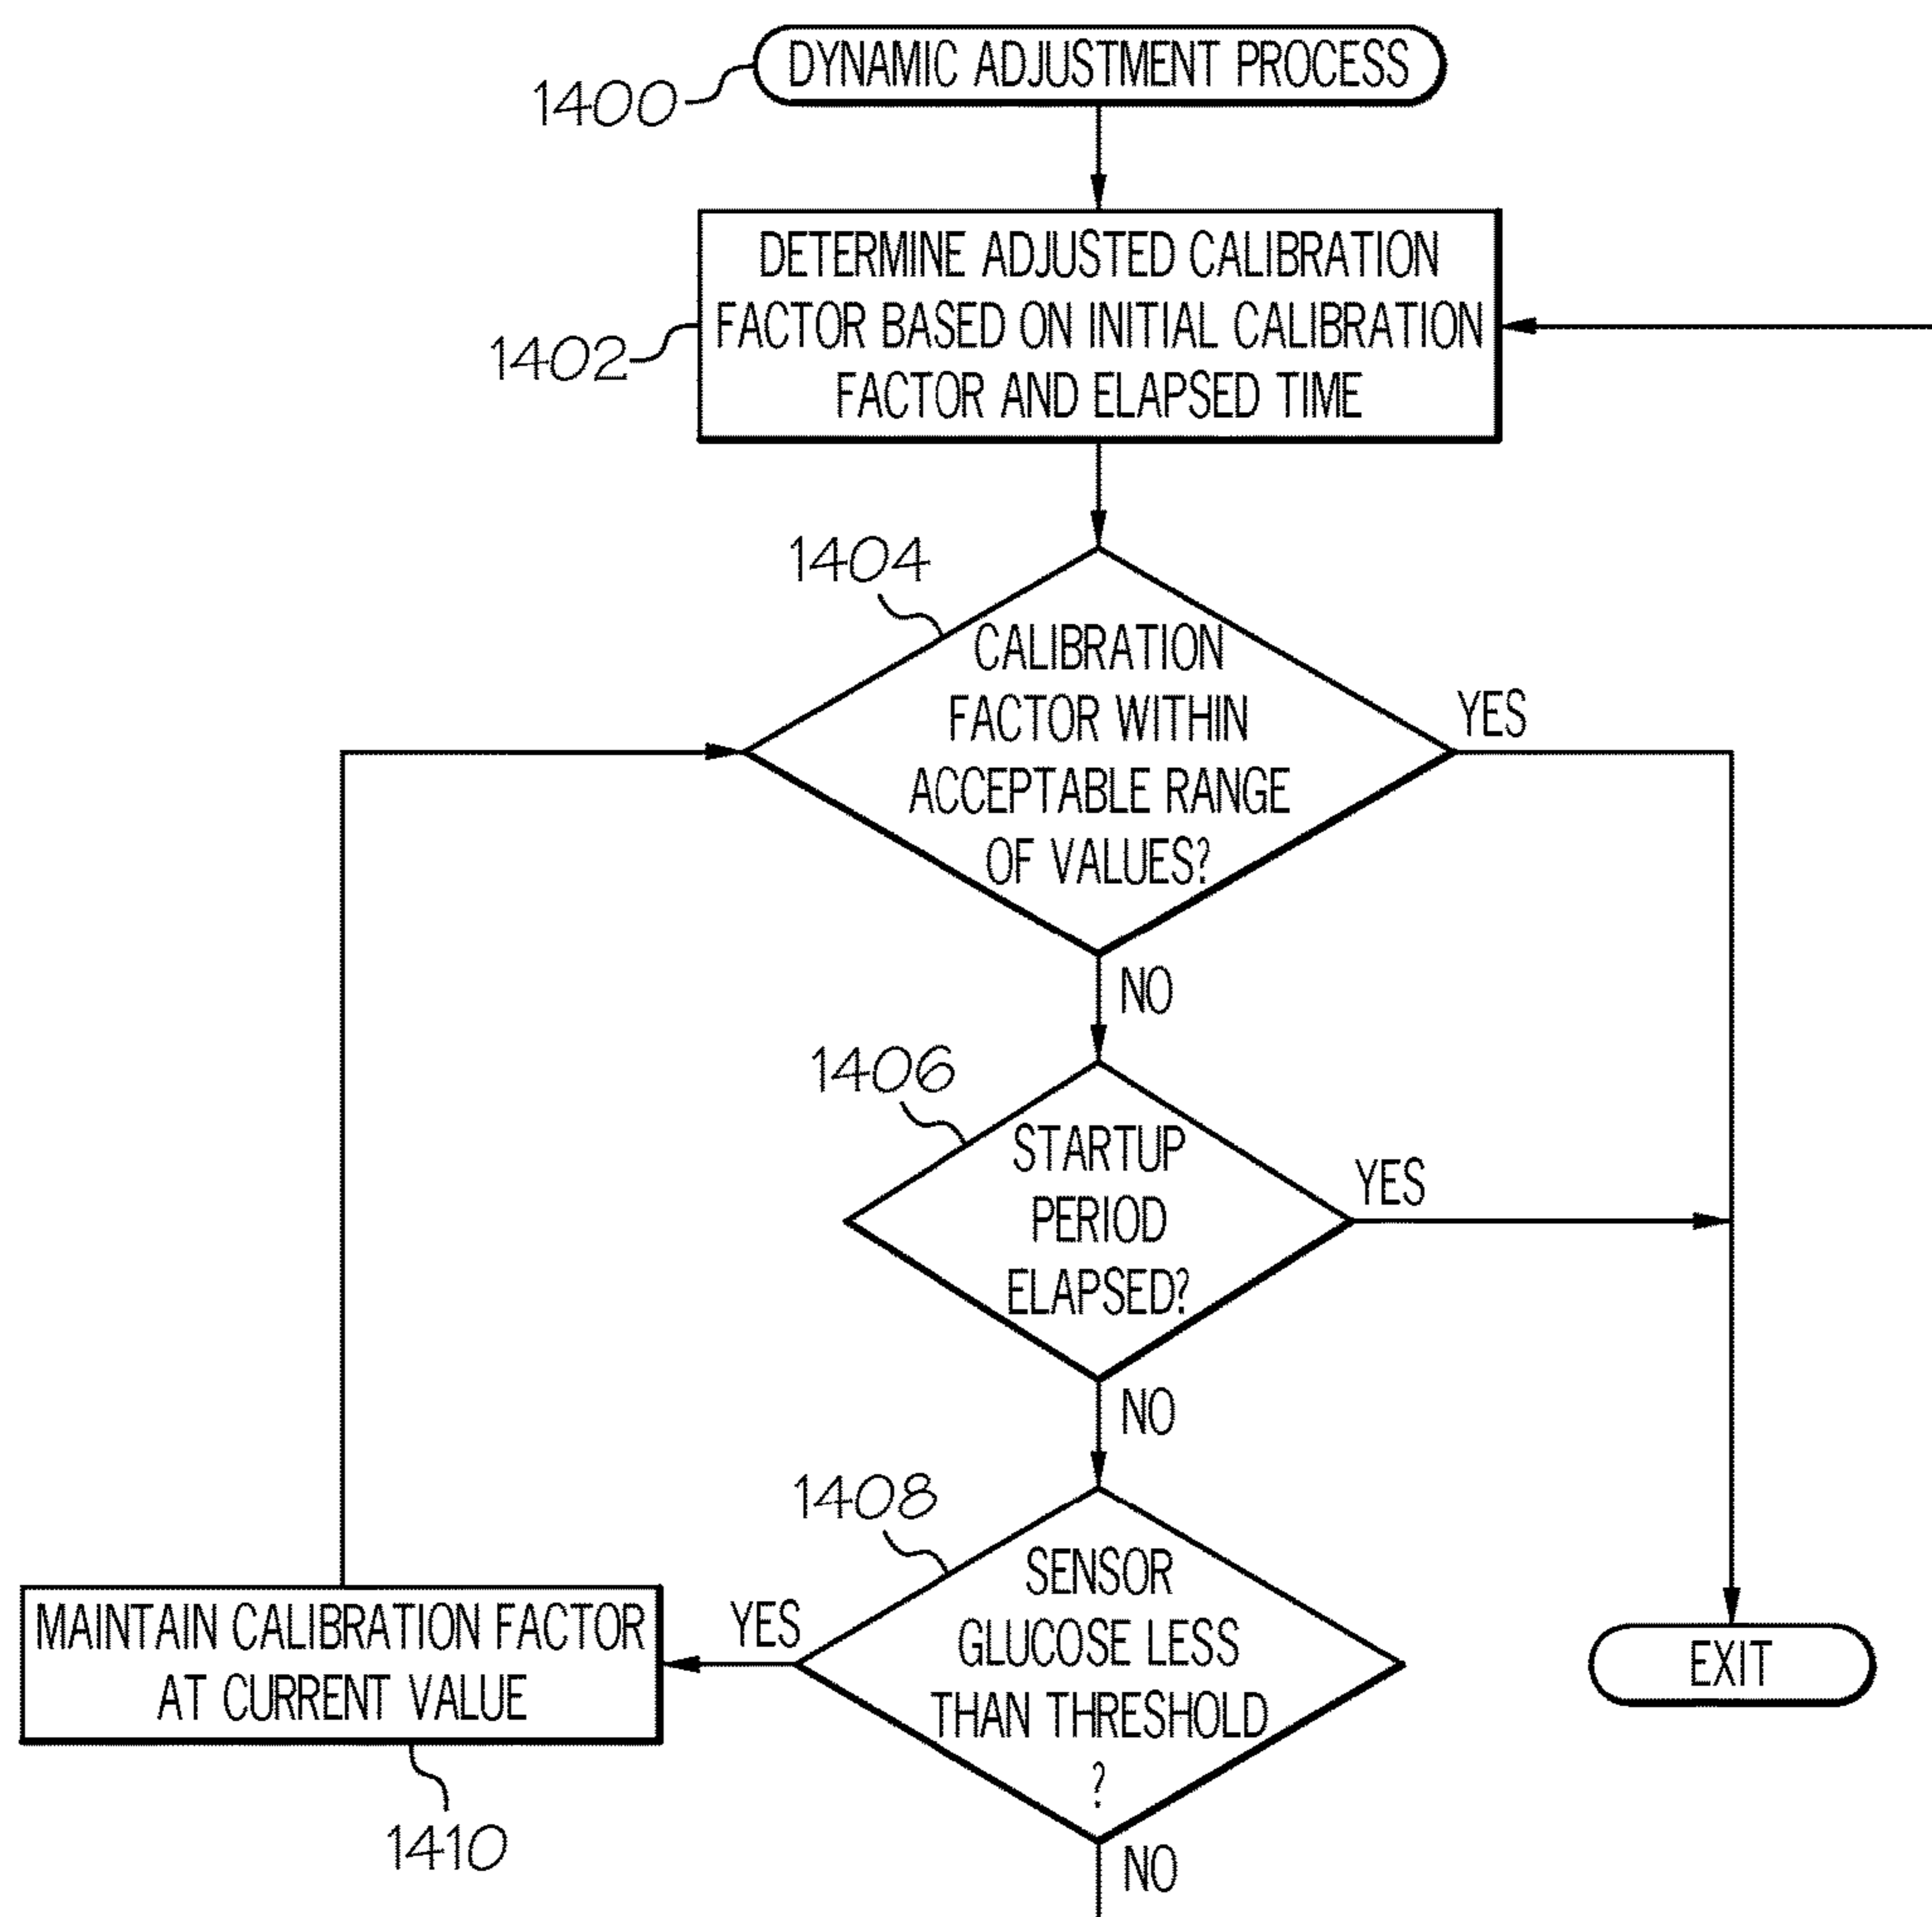 DYNAMIC ADJUSTMENT PROCESS
1400
DETERMINE ADJUSTED CALIBRATION
FACTOR BASED ON INITIAL CALIBRATION
FACTOR AND ELAPSED TIME
1402
1404
CALIBRATION
FACTOR WITHIN
ACCEPTABLE RANGE
OF VALUES?
YES
NO
1406
STARTUP
PERIOD
ELAPSED?
YES
NO
1408
SENSOR
GLUCOSE LESS
THAN THRESHOLD
?
YES
NO
MAINTAIN CALIBRATION FACTOR
AT CURRENT VALUE
1410
EXIT